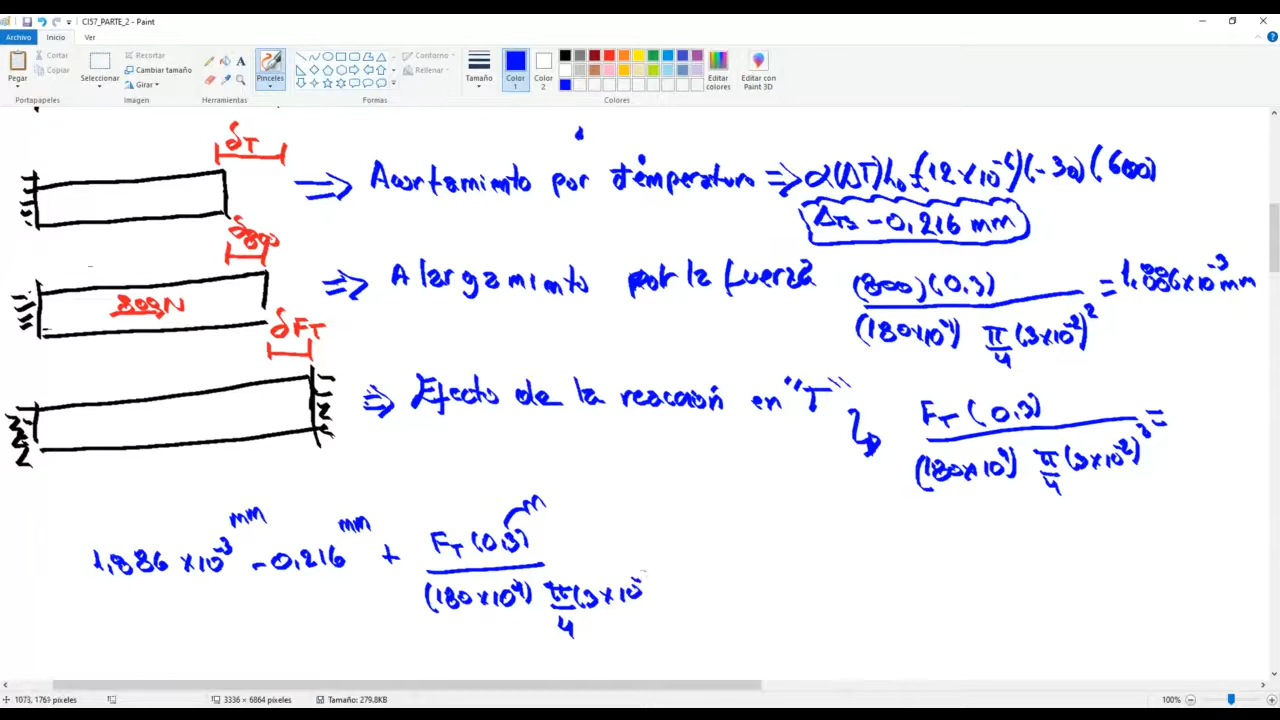 CI57_PARTE_2 - Paint
Archivo Inicio Ver
Pegar Cortar Copiar Seleccionar Recortar Cambiar tamaño Girar Pinceles Contorno Rellenar Tamaño Color 1 Color 2 Editar colores Editar con Paint 3D
Portapapeles Imagen Herramientas Formas Colores
δT
⇒ Acortamiento por temperatura ⇒ α(ΔT)L₀ = (12×10⁻⁶)(-30)(600)
ΔT= -0,216 mm
δ800
800N
⇒ Alargamiento por la fuerza (800)(0.3) / (180×10⁹) π/4 (3×10⁻²)² = 1,886×10⁻³ mm
δFT
⇒ Efecto de la reacción en "T" F_T (0.3) / (180×10⁹) π/4 (3×10⁻²)² =
1,886 ×10⁻³ mm - 0,216 mm + F_T (0,3) m / (180×10⁹) π/4 (3×10⁻
1073, 1769 píxeles 3336 × 6864 píxeles Tamaño: 279.8KB 100%